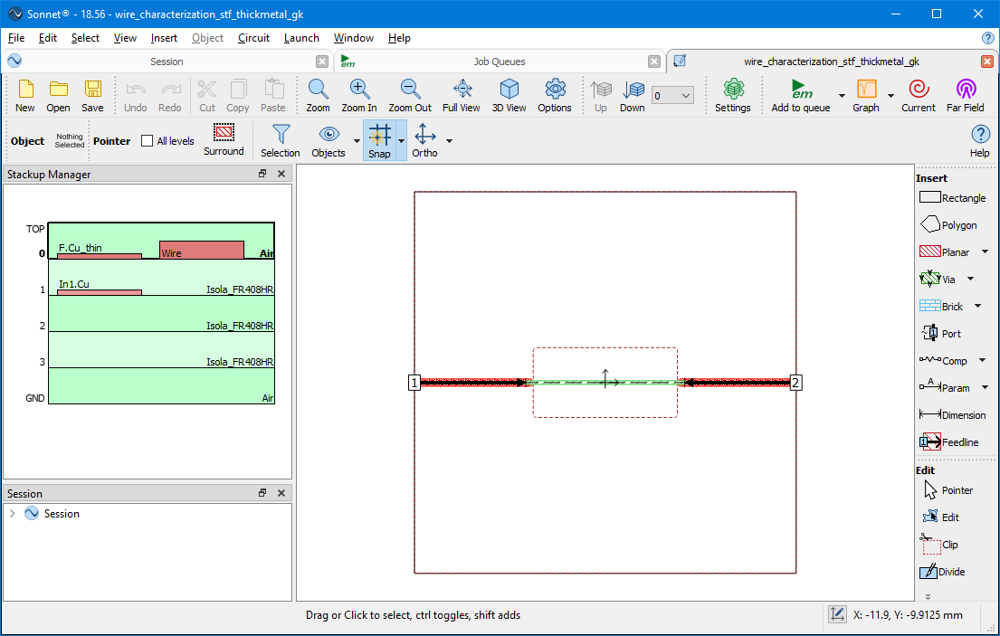 Sonnet® - 18.56 - wire_characterization_stf_thickmetal_gk
File Edit Select View Insert Object Circuit Launch Window Help
Session
em Job Queues
wire_characterization_stf_thickmetal_gk
New Open Save Undo Redo Cut Copy Paste Zoom Zoom In Zoom Out Full View 3D View Options Up Down 0 Settings em Add to queue Graph Current Far Field
Object Nothing Selected Pointer All levels Surround Selection Objects Snap Ortho ? Help
Stackup Manager
TOP
F.Cu_thin
0 Wire Air
In1.Cu
1 Isola_FR408HR
2 Isola_FR408HR
3 Isola_FR408HR
GND Air
Session
Session
1 2
Insert
Rectangle
Polygon
Planar
Via
Brick
1 Port
Comp
A Param
Dimension
1 Feedline
Edit
Pointer
Edit
Clip
Divide
Drag or Click to select, ctrl toggles, shift adds
X: -11.9, Y: -9.9125 mm